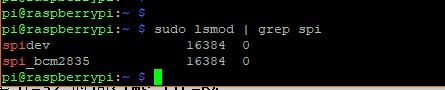 pi@raspberrypi:~ $
pi@raspberrypi:~ $ sudo lsmod | grep spi
spidev 16384 0
spi_bcm2835 16384 0
pi@raspberrypi:~ $